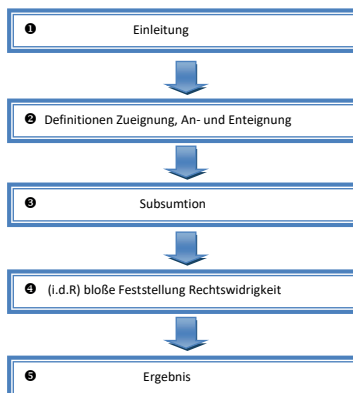 ❶ Einleitung
❷ Definitionen Zueignung, An- und Enteignung
❸ Subsumtion
❹ (i.d.R) bloße Feststellung Rechtswidrigkeit
❺ Ergebnis